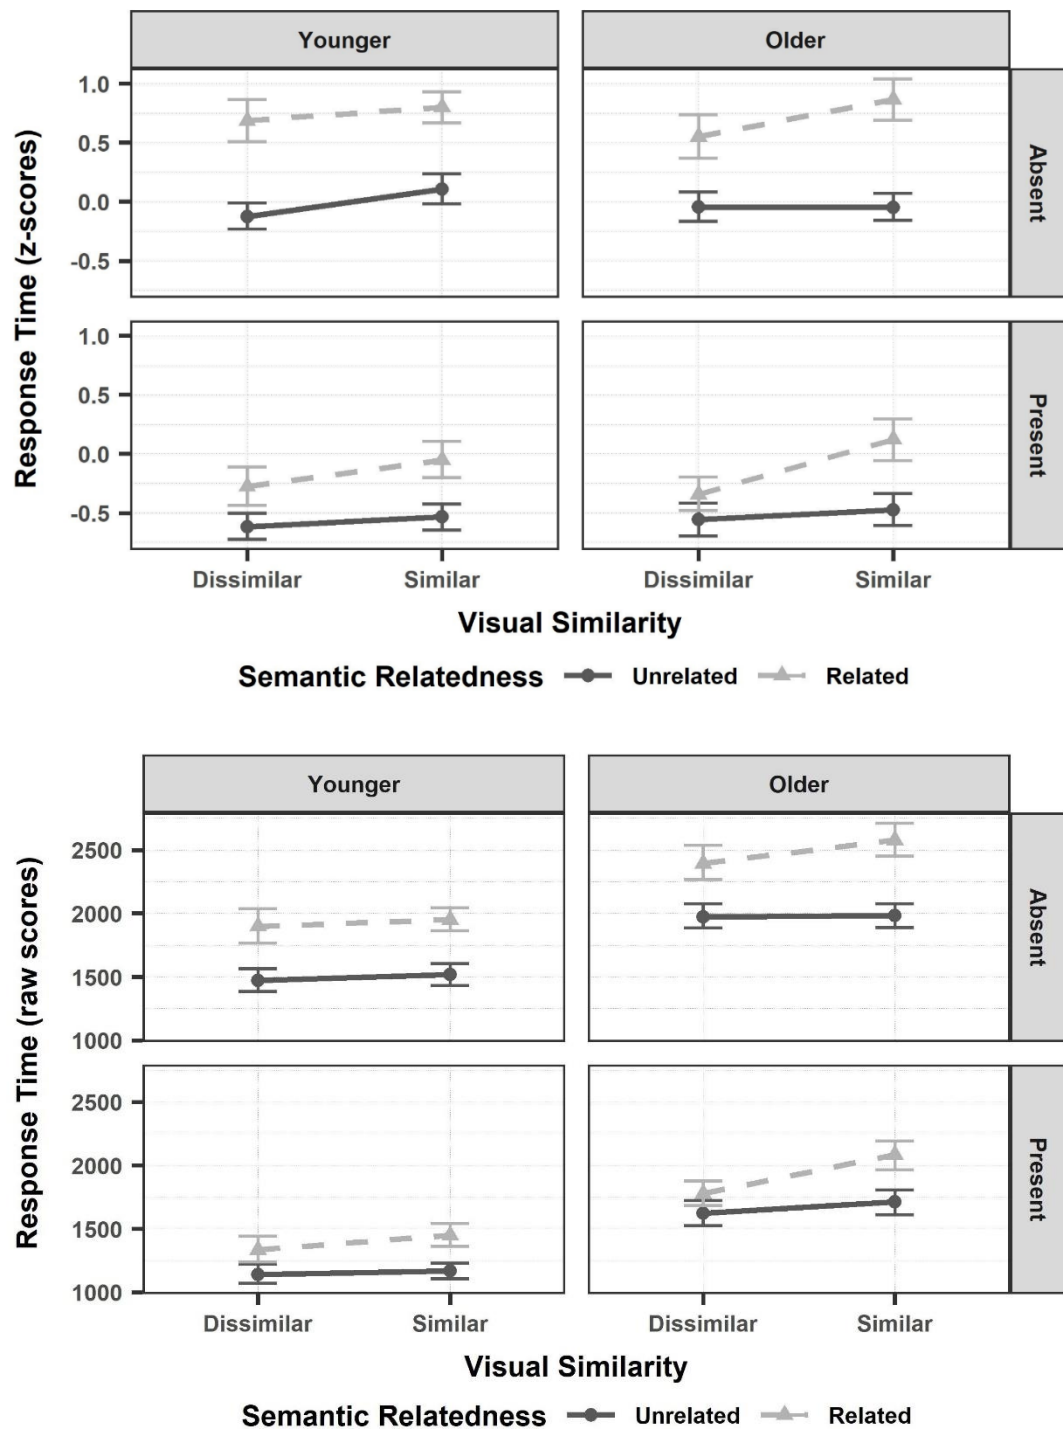 Younger Older
Response Time (z-scores)
1.0
0.5
0.0
-0.5
Absent
1.0
0.5
0.0
-0.5
Present
Dissimilar Similar Dissimilar Similar
Visual Similarity
Semantic Relatedness Unrelated Related
Younger Older
Response Time (raw scores)
2500
2000
1500
1000
Absent
2500
2000
1500
1000
Present
Dissimilar Similar Dissimilar Similar
Visual Similarity
Semantic Relatedness Unrelated Related